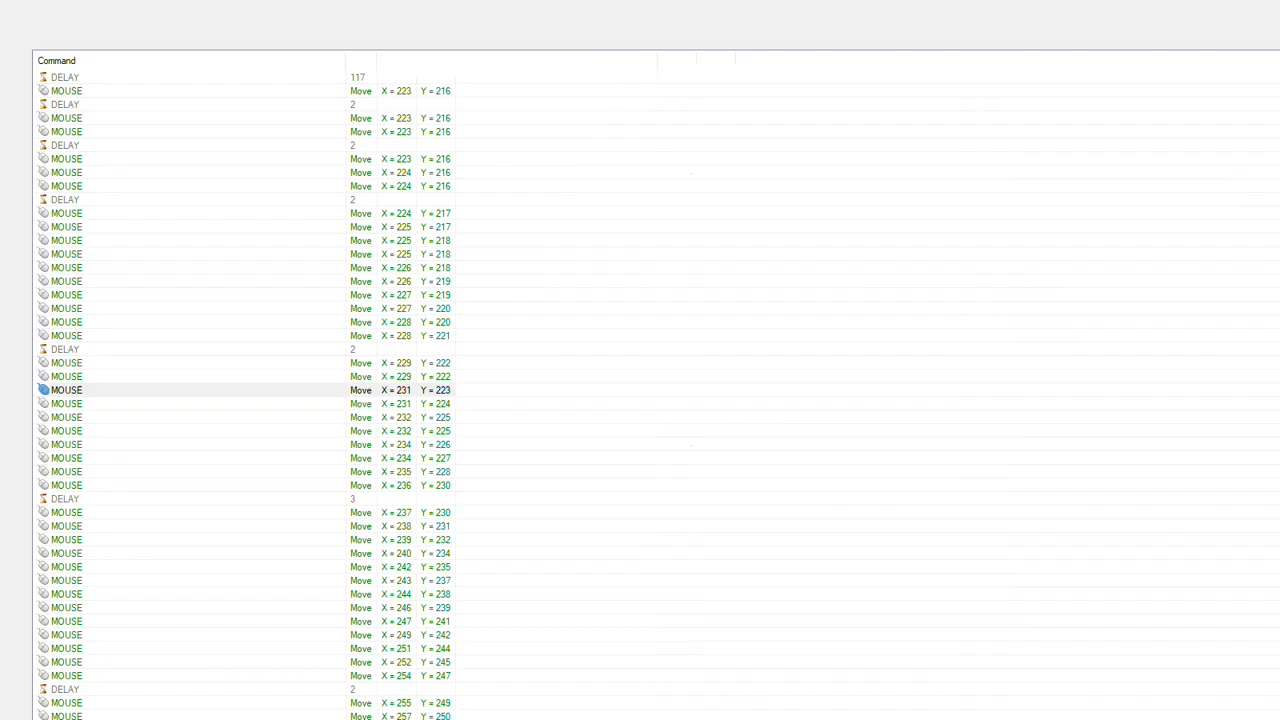 Command
DELAY 117
MOUSE Move X = 223 Y = 216
DELAY 2
MOUSE Move X = 223 Y = 216
MOUSE Move X = 223 Y = 216
DELAY 2
MOUSE Move X = 223 Y = 216
MOUSE Move X = 224 Y = 216
MOUSE Move X = 224 Y = 216
DELAY 2
MOUSE Move X = 224 Y = 217
MOUSE Move X = 225 Y = 217
MOUSE Move X = 225 Y = 218
MOUSE Move X = 225 Y = 218
MOUSE Move X = 226 Y = 218
MOUSE Move X = 226 Y = 219
MOUSE Move X = 227 Y = 219
MOUSE Move X = 227 Y = 220
MOUSE Move X = 228 Y = 220
MOUSE Move X = 228 Y = 221
DELAY 2
MOUSE Move X = 229 Y = 222
MOUSE Move X = 229 Y = 222
MOUSE Move X = 231 Y = 223
MOUSE Move X = 231 Y = 224
MOUSE Move X = 232 Y = 225
MOUSE Move X = 232 Y = 225
MOUSE Move X = 234 Y = 226
MOUSE Move X = 234 Y = 227
MOUSE Move X = 235 Y = 228
MOUSE Move X = 236 Y = 230
DELAY 3
MOUSE Move X = 237 Y = 230
MOUSE Move X = 238 Y = 231
MOUSE Move X = 239 Y = 232
MOUSE Move X = 240 Y = 234
MOUSE Move X = 242 Y = 235
MOUSE Move X = 243 Y = 237
MOUSE Move X = 244 Y = 238
MOUSE Move X = 246 Y = 239
MOUSE Move X = 247 Y = 241
MOUSE Move X = 249 Y = 242
MOUSE Move X = 251 Y = 244
MOUSE Move X = 252 Y = 245
MOUSE Move X = 254 Y = 247
DELAY 2
MOUSE Move X = 255 Y = 249
MOUSE Move X = 257 Y = 250